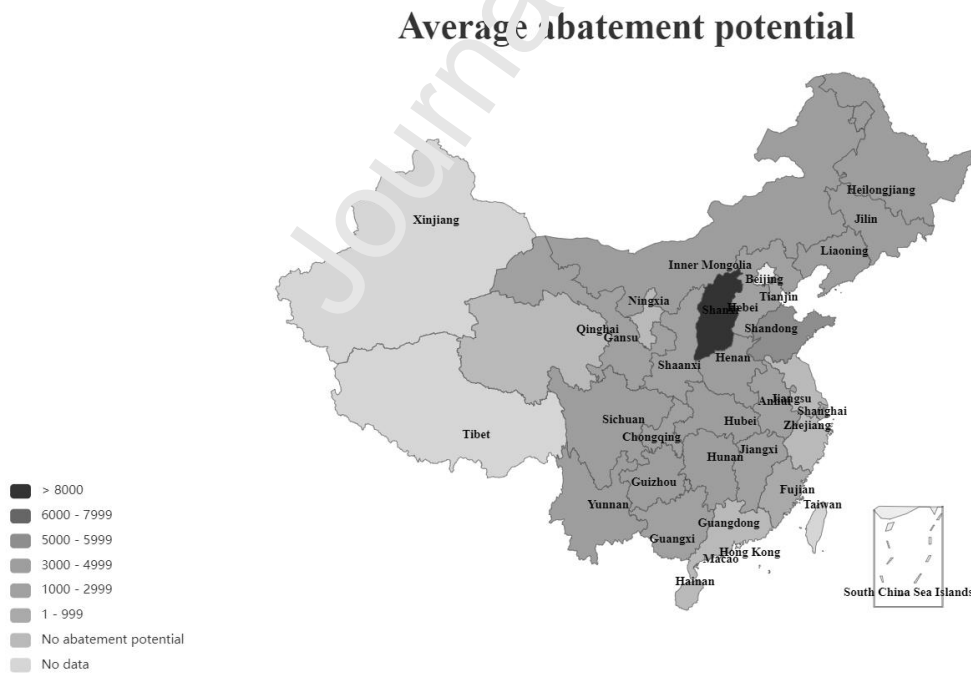 Average abatement potential
Journal
Heilongjiang
Jilin
Xinjiang
Liaoning
Inner Mongolia
Beijing
Tianjin
Ningxia
Shanxi
Hebei
Qinghai
Gansu
Shandong
Shaanxi
Henan
Anhui
Jiangsu
Shanghai
Sichuan
Hubei
Zhejiang
Tibet
Chongqing
Jiangxi
Hunan
Guizhou
Fujian
Yunnan
Taiwan
Guangdong
Guangxi
Hong Kong
Macao
Hainan
South China Sea Islands
> 8000
6000 - 7999
5000 - 5999
3000 - 4999
1000 - 2999
1 - 999
No abatement potential
No data